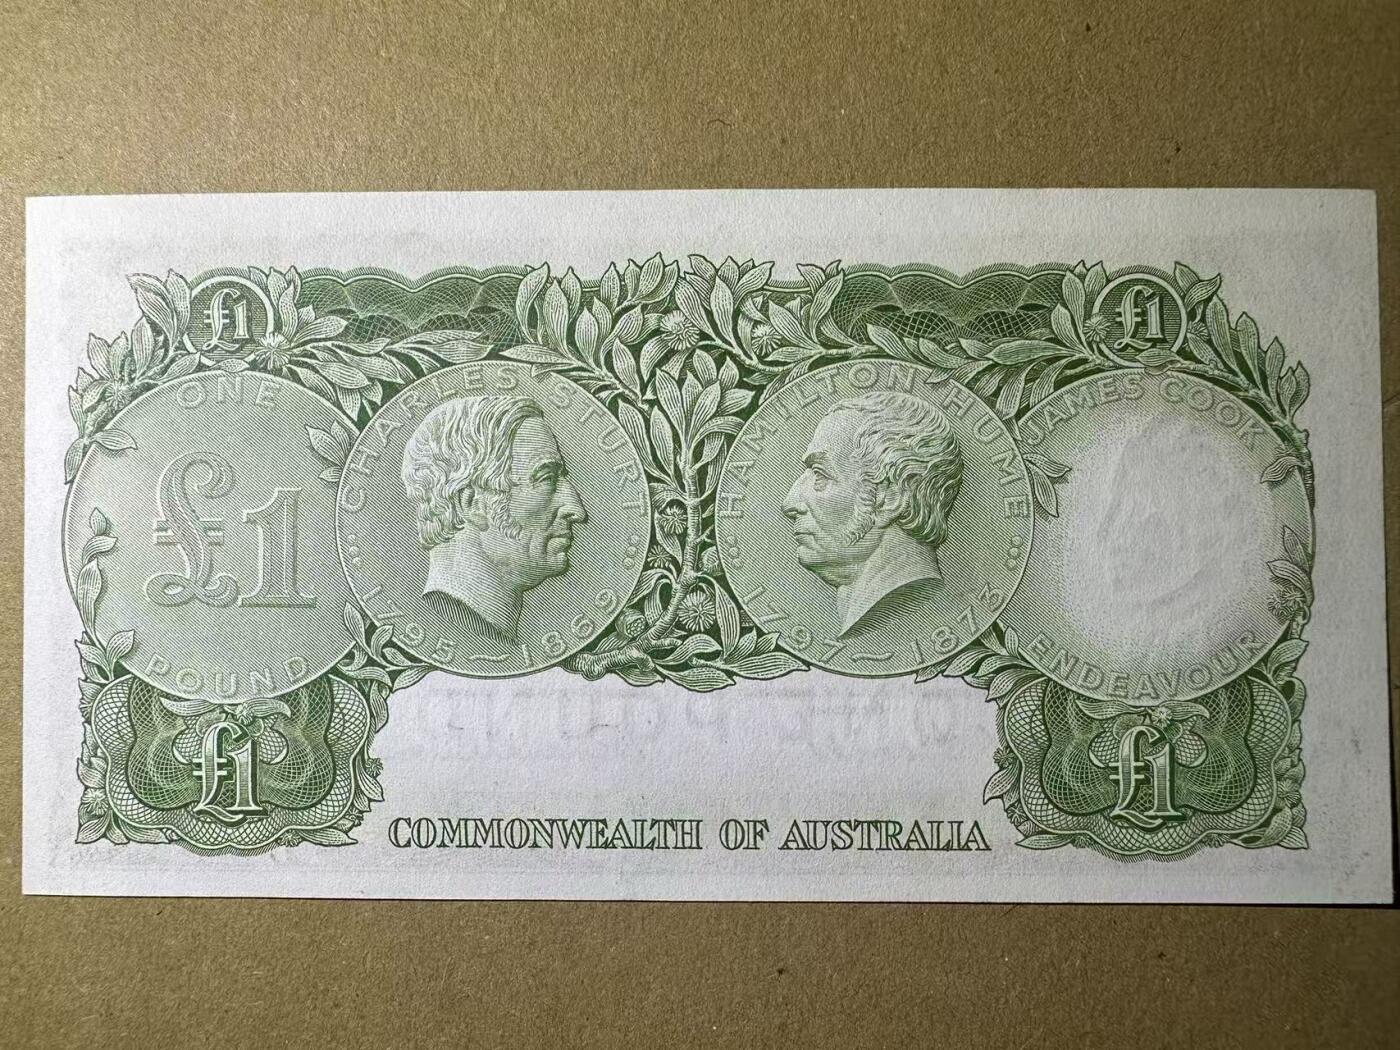 £1
£1
ONE
£1
POUND
CHARLES STURT
1795~1869
HAMILTON HUME
1797~1873
JAMES COOK
ENDEAVOUR
£1
£1
COMMONWEALTH OF AUSTRALIA